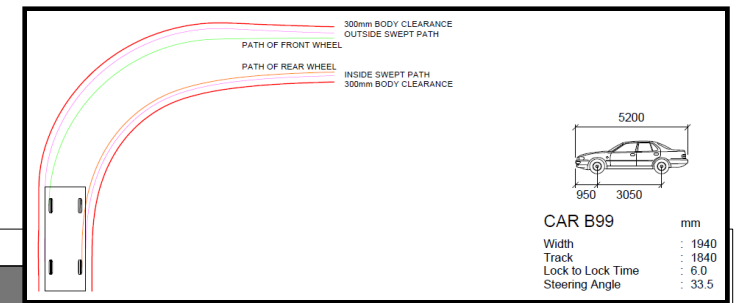 300mm BODY CLEARANCE
OUTSIDE SWEPT PATH
PATH OF FRONT WHEEL
PATH OF REAR WHEEL
INSIDE SWEPT PATH
300mm BODY CLEARANCE
5200
950 3050
CAR B99 mm
Width : 1940
Track : 1840
Lock to Lock Time : 6.0
Steering Angle : 33.5